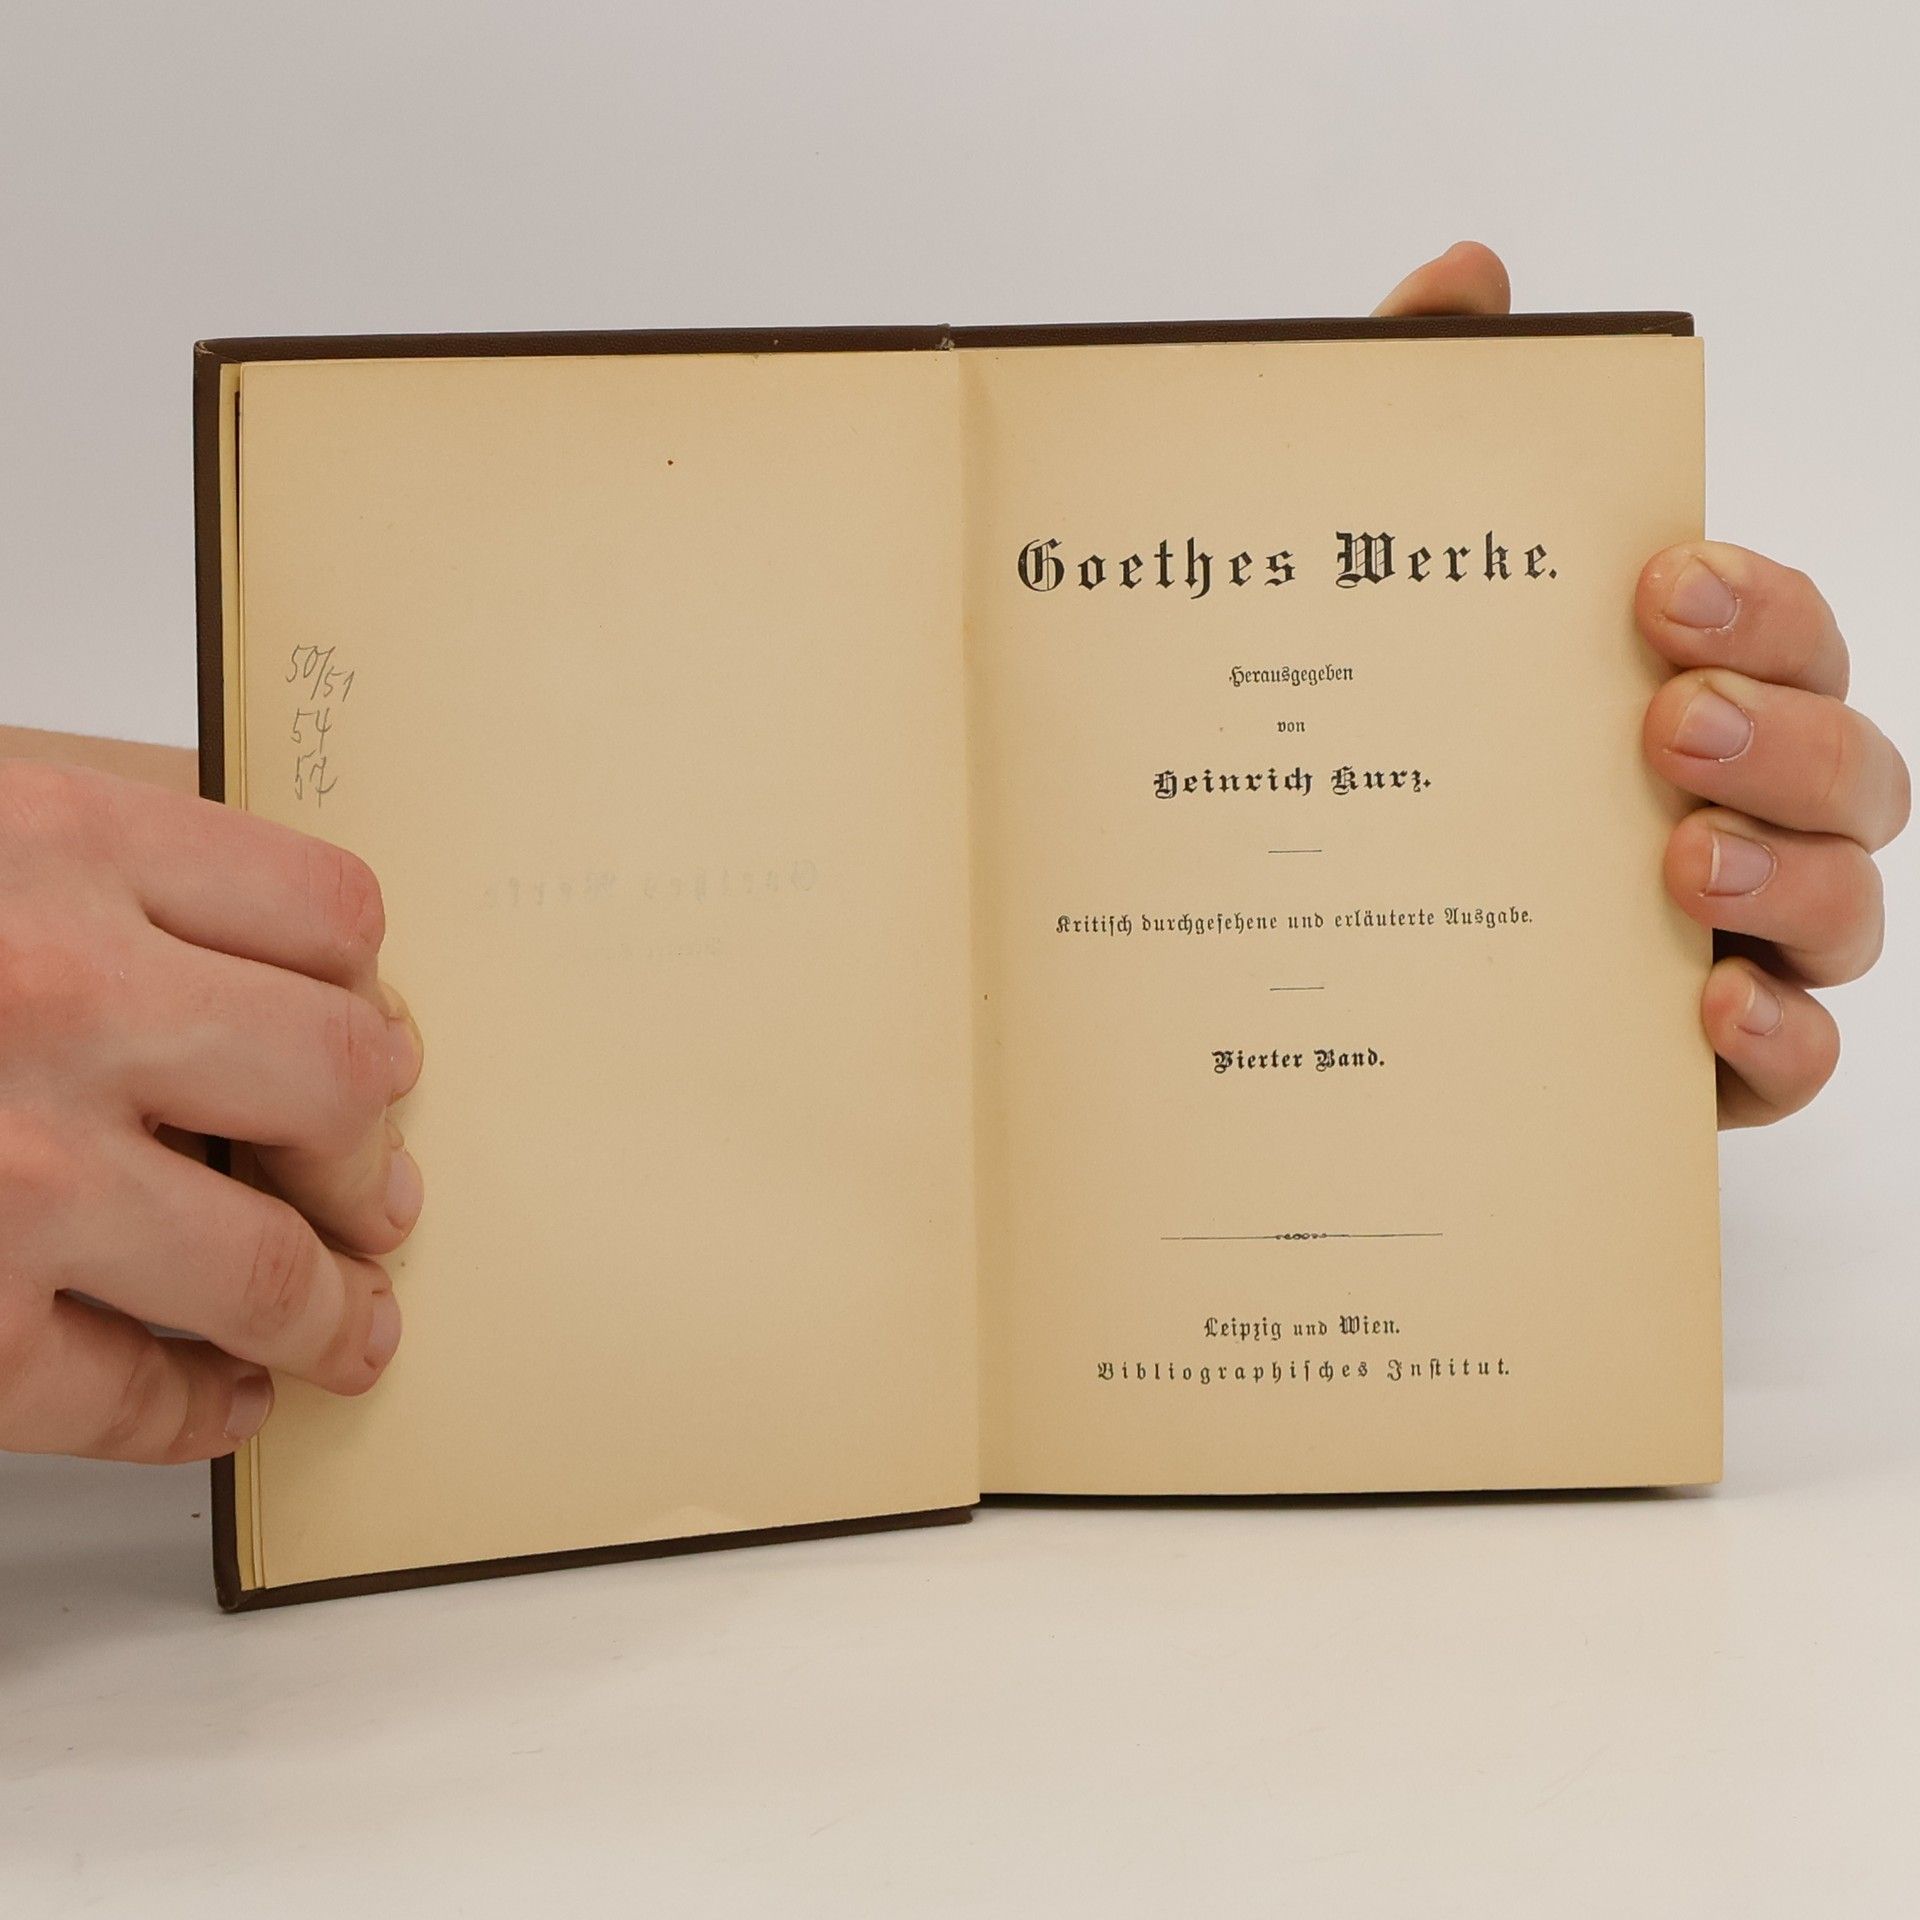 50/51
54
57
Goethes Werke.
Herausgegeben
von
Heinrich Kurz.
Kritiſch durchgeſehene und erläuterte Ausgabe.
Vierter Band.
Leipzig und Wien.
Bibliographiſches Inſtitut.